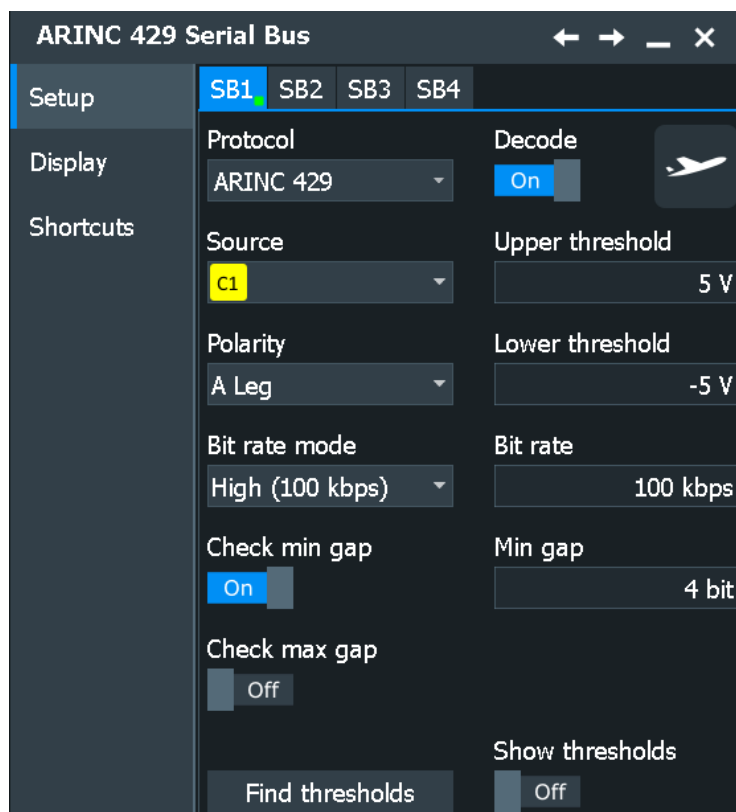 ARINC 429 Serial Bus
Setup
Display
Shortcuts
SB1 SB2 SB3 SB4
Protocol Decode
ARINC 429 On
Source Upper threshold
C1 5 V
Polarity Lower threshold
A Leg -5 V
Bit rate mode Bit rate
High (100 kbps) 100 kbps
Check min gap Min gap
On 4 bit
Check max gap
Off
Show thresholds
Find thresholds Off